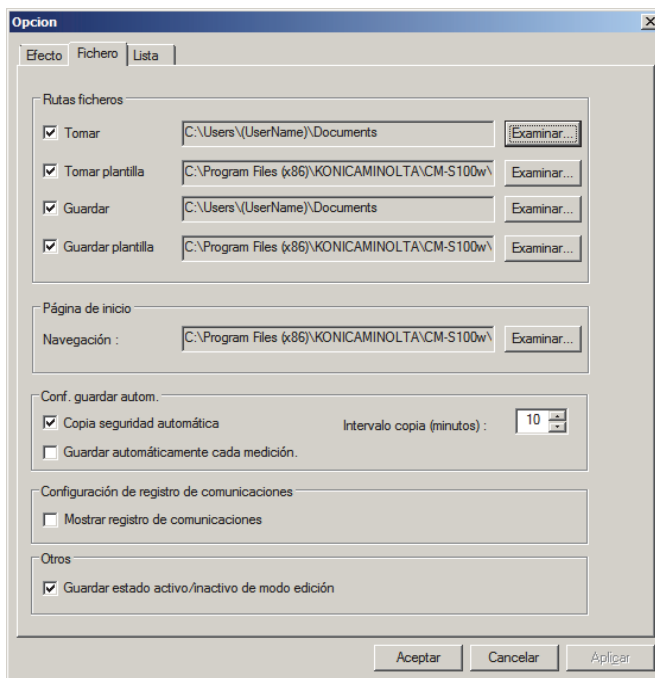 Opcion
Efecto Fichero Lista
Rutas ficheros
Tomar C:\Users\(UserName)\Documents Examinar...
Tomar plantilla C:\Program Files (x86)\KONICAMINOLTA\CM-S100w\ Examinar...
Guardar C:\Users\(UserName)\Documents Examinar...
Guardar plantilla C:\Program Files (x86)\KONICAMINOLTA\CM-S100w\ Examinar...
Página de inicio
Navegación : C:\Program Files (x86)\KONICAMINOLTA\CM-S100w\ Examinar...
Conf. guardar autom.
Copia seguridad automática Intervalo copia (minutos) : 10
Guardar automáticamente cada medición.
Configuración de registro de comunicaciones
Mostrar registro de comunicaciones
Otros
Guardar estado activo/inactivo de modo edición
Aceptar Cancelar Aplicar